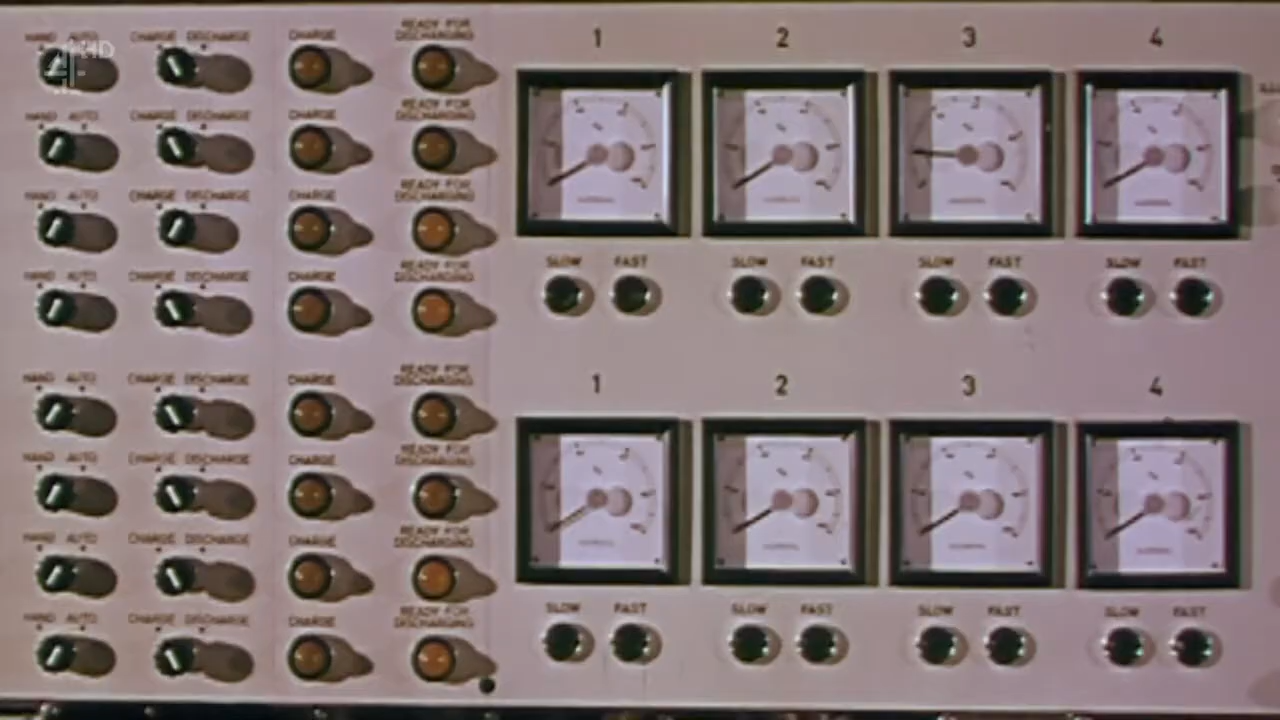 HAND AUTO CHARGE DISCHARGE CHARGE READY FOR DISCHARGING 1 2 3 4
4HD
HAND AUTO CHARGE DISCHARGE CHARGE READY FOR DISCHARGING
HAND AUTO CHARGE DISCHARGE CHARGE READY FOR DISCHARGING
SLOW FAST SLOW FAST SLOW FAST SLOW FAST
HAND AUTO CHARGE DISCHARGE CHARGE READY FOR DISCHARGING
HAND AUTO CHARGE DISCHARGE CHARGE READY FOR DISCHARGING 1 2 3 4
HAND AUTO CHARGE DISCHARGE CHARGE READY FOR DISCHARGING
HAND AUTO CHARGE DISCHARGE CHARGE READY FOR DISCHARGING
HAND AUTO CHARGE DISCHARGE CHARGE READY FOR DISCHARGING
SLOW FAST SLOW FAST SLOW FAST SLOW FAST